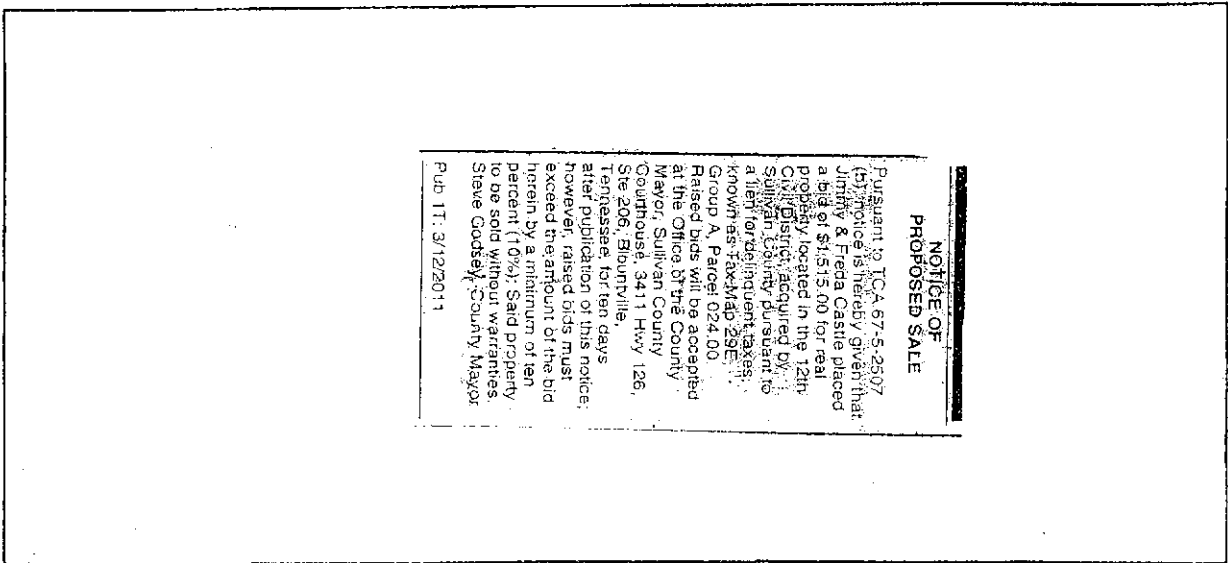 NOTICE OF
PROPOSED SALE
Pursuant to TCA 67-5-2507
(b), notice is hereby given that
Jimmy & Freda Castle placed
a bid of $1,515.00 for real
property located in the 12th
Civil District, acquired by
Sullivan County pursuant to
a lien for delinquent taxes;
known as Tax Map 29E,
Group A, Parcel 024.00.
Raised bids will be accepted
at the Office of the County
Mayor, Sullivan County
Courthouse, 3411 Hwy 126,
Ste 206, Blountville,
Tennessee, for ten days
after publication of this notice;
however, raised bids must
exceed the amount of the bid
herein by a minimum of ten
percent (10%). Said property
to be sold without warranties.
Steve Godsey, County Mayor
Pub 1T: 3/12/2011